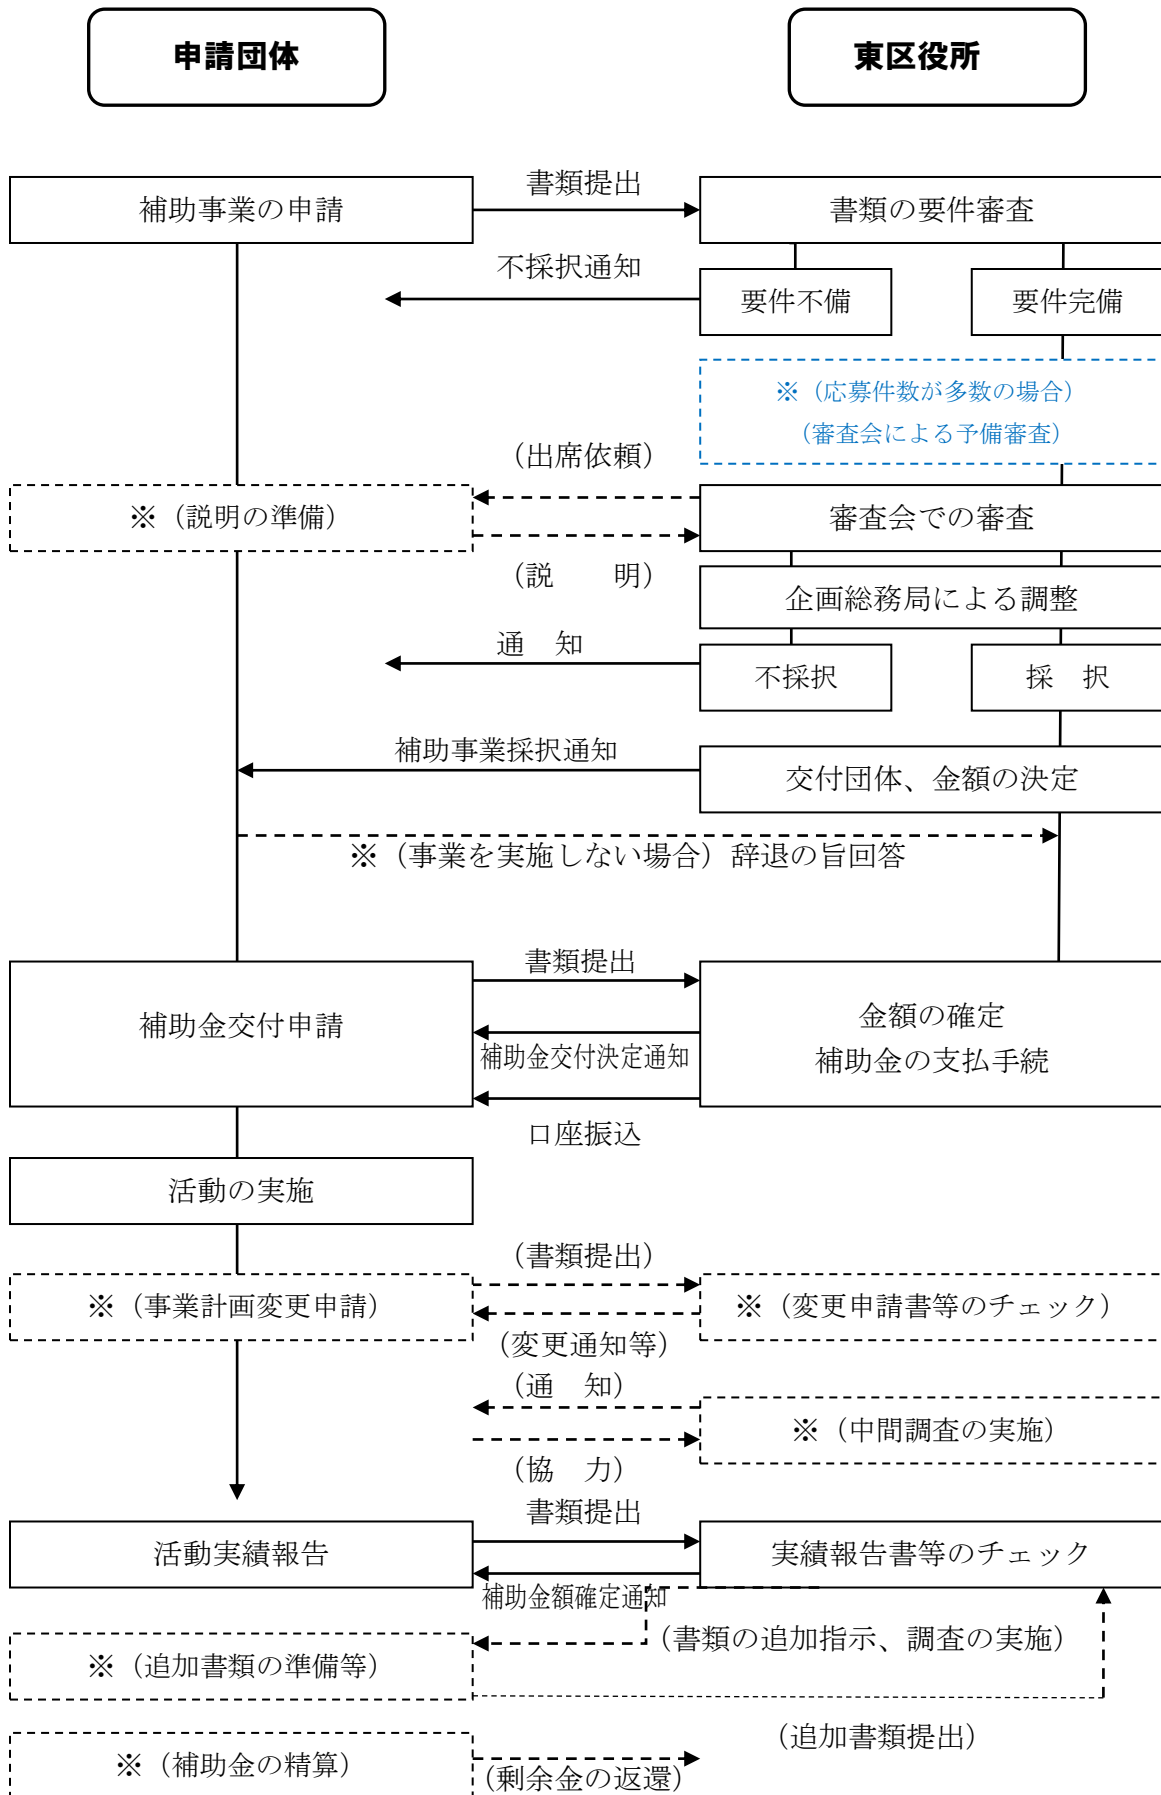 申請団体
東区役所
書類提出
補助事業の申請
書類の要件審査
不採択通知
要件不備
要件完備
※（応募件数が多数の場合）
（審査会による予備審査）
（出席依頼）
※（説明の準備）
審査会での審査
（説　　明）
企画総務局による調整
通　知
不採択
採　択
補助事業採択通知
交付団体、金額の決定
※（事業を実施しない場合）辞退の旨回答
書類提出
補助金交付申請
金額の確定
補助金の支払手続
補助金交付決定通知
口座振込
活動の実施
（書類提出）
※（事業計画変更申請）
※（変更申請書等のチェック）
（変更通知等）
（通　知）
※（中間調査の実施）
（協　力）
書類提出
活動実績報告
実績報告書等のチェック
補助金額確定通知
（書類の追加指示、調査の実施）
※（追加書類の準備等）
（追加書類提出）
※（補助金の精算）
（剰余金の返還）